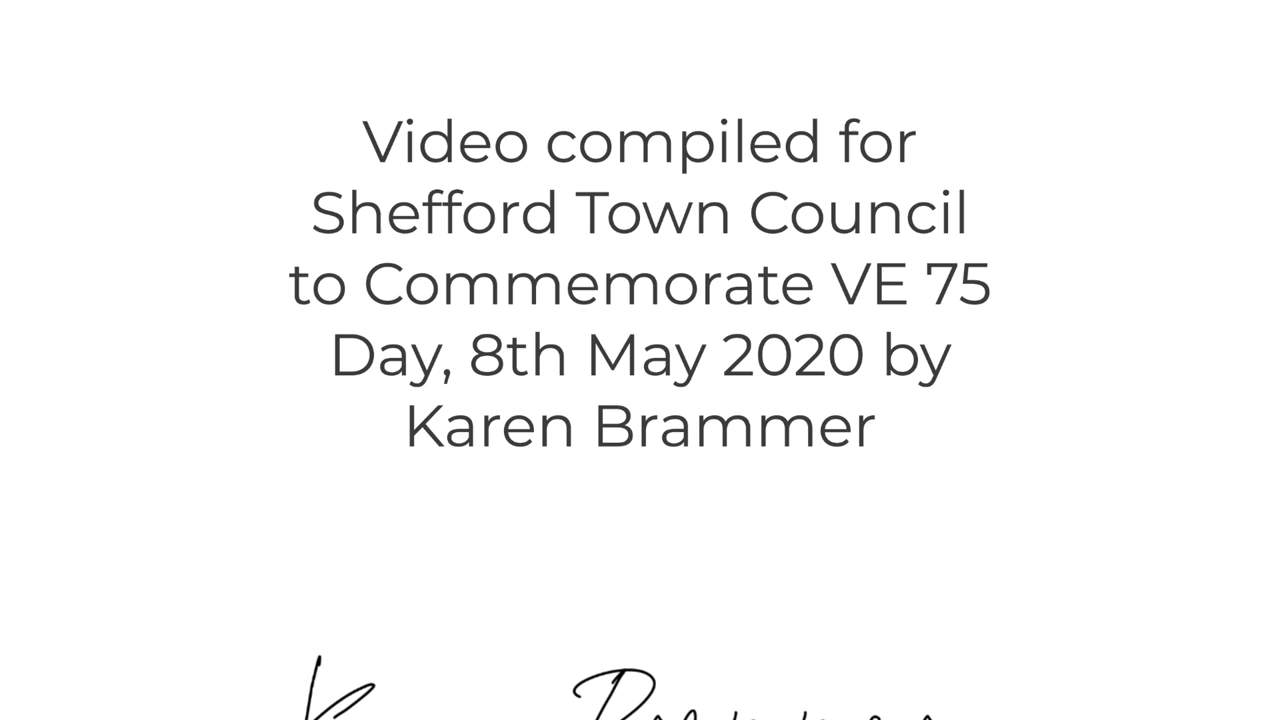 Video compiled for
Shefford Town Council
to Commemorate VE 75
Day, 8th May 2020 by
Karen Brammer